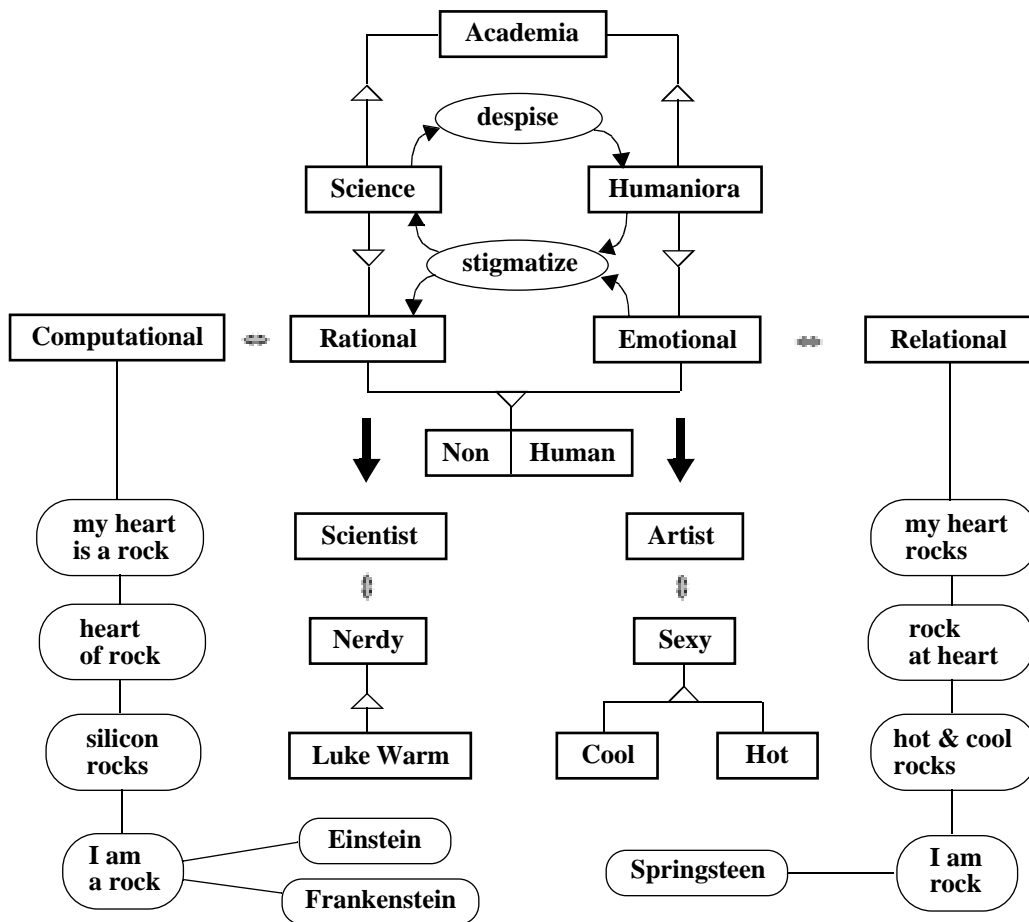 Academia
despise
Science
Humaniora
stigmatize
Computational
Rational
Emotional
Relational
Non Human
my heart
is a rock
Scientist
Artist
my heart
rocks
heart
of rock
Nerdy
Sexy
rock
at heart
silicon
rocks
Luke Warm
Cool
Hot
hot & cool
rocks
I am
a rock
Einstein
Frankenstein
Springsteen
I am
rock